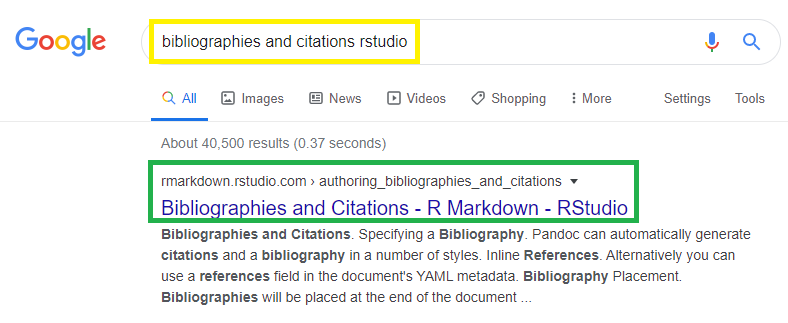 Google
bibliographies and citations rstudio
All Images News Videos Shopping More Settings Tools
About 40,500 results (0.37 seconds)
rmarkdown.rstudio.com › authoring_bibliographies_and_citations
Bibliographies and Citations - R Markdown - RStudio
Bibliographies and Citations. Specifying a Bibliography. Pandoc can automatically generate
citations and a bibliography in a number of styles. Inline References. Alternatively you can
use a references field in the document's YAML metadata. Bibliography Placement.
Bibliographies will be placed at the end of the document ...